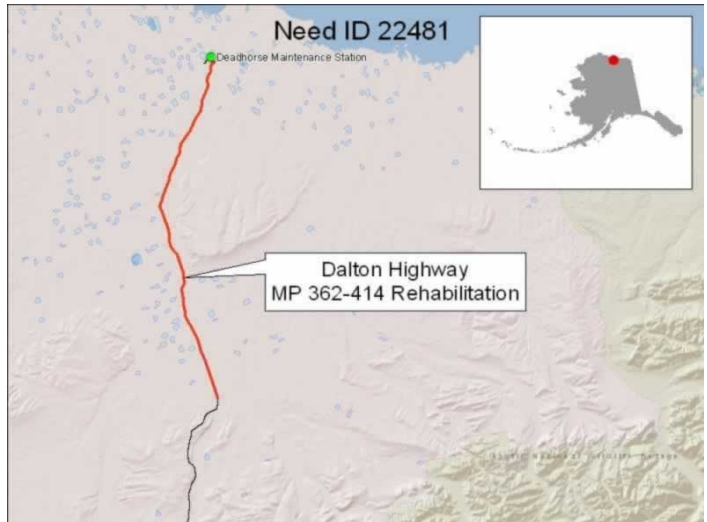 Need ID 22481
Deadhorse Maintenance Station
Dalton Highway
MP 362-414 Rehabilitation